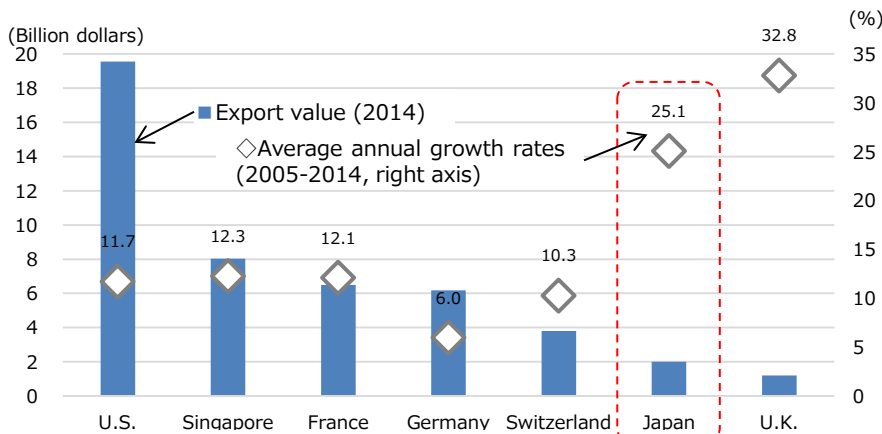 (%)
(Billion dollars)
32.8
20
35
18
30
■Export value (2014)
25.1
16
◇Average annual growth rates
25
14
(2005-2014, right axis)
12
20
10
11.7
12.3
12.1
10.3
15
8
6.0
6
10
4
5
2
0
0
U.S.
Singapore
France
Germany
Switzerland
Japan
U.K.